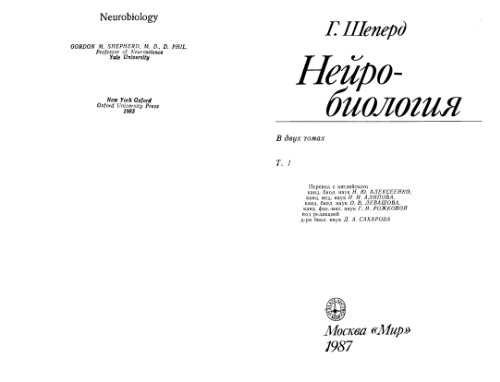 Neurobiology
GORDON M. SHEPHERD, M. D., D. PHIL.
Professor of Neuroscience
Yale University
New York Oxford
Oxford University Press
1983
Г. Шеперд
Нейро-
биология
В двух томах
Т. 1
Перевод с английского
канд. биол. наук Н. Ю. АЛЕКСЕЕНКО,
канд. мед. наук Н. Н. АЛИПОВА,
канд. биол. наук О. В. ЛЕВАШОВА,
канд. физ.-мат. наук Г. И. РОЖКОВОЙ
под редакцией
д-ра биол. наук Д. А. САХАРОВА
Москва «Мир»
1987